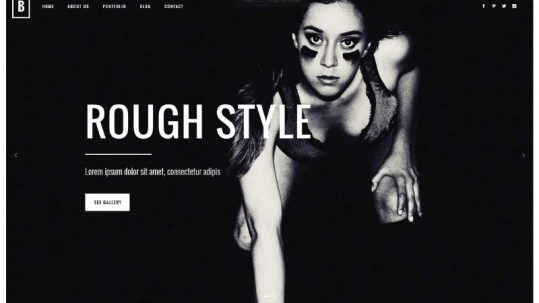 B
HOME ABOUT US PORTFOLIO BLOG CONTACT
ROUGH STYLE
Lorem ipsum dolor sit amet, consectetur adipis
SEE GALLERY